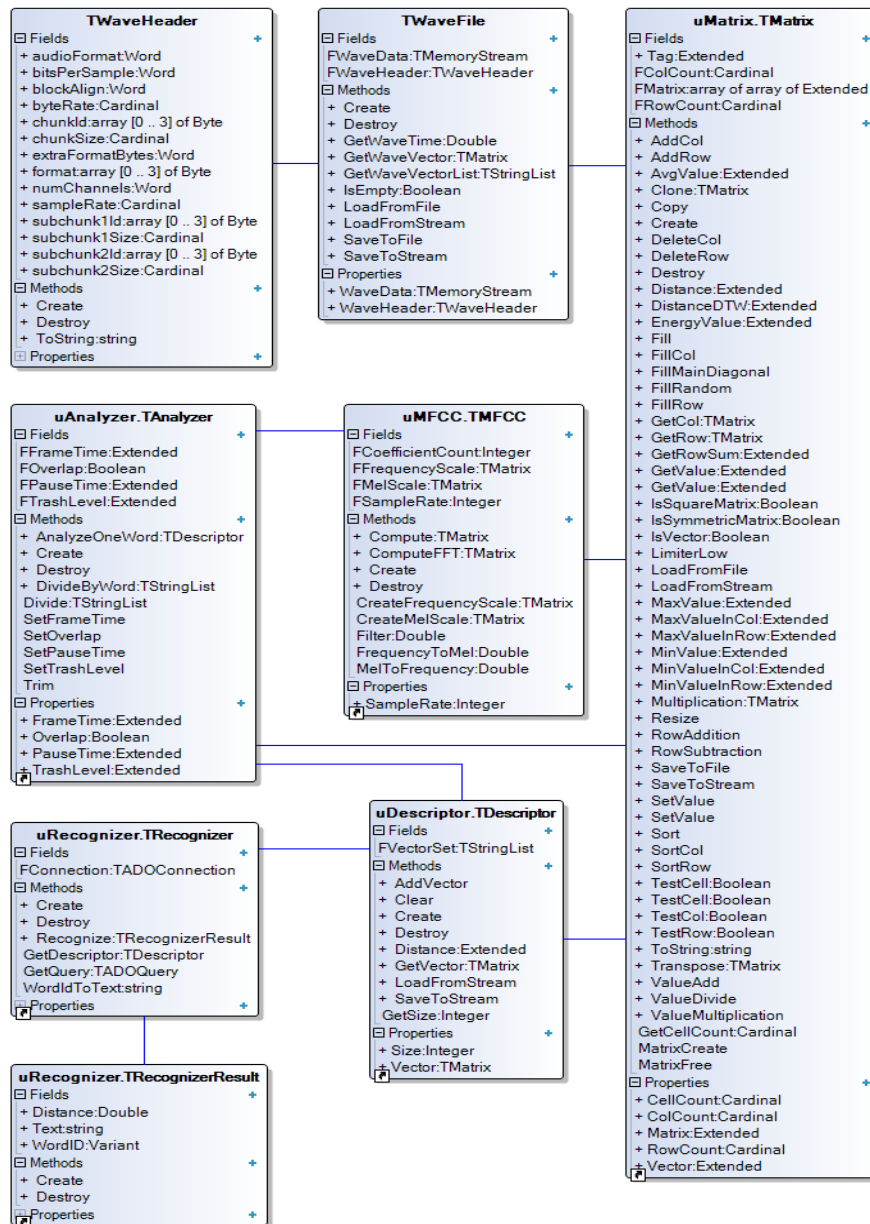 TWaveHeader
Fields
+ audioFormat:Word
+ bitsPerSample:Word
+ blockAlign:Word
+ byteRate:Cardinal
+ chunkId:array [0 .. 3] of Byte
+ chunkSize:Cardinal
+ extraFormatBytes:Word
+ format:array [0 .. 3] of Byte
+ numChannels:Word
+ sampleRate:Cardinal
+ subchunk1Id:array [0 .. 3] of Byte
+ subchunk1Size:Cardinal
+ subchunk2Id:array [0 .. 3] of Byte
+ subchunk2Size:Cardinal
Methods
+ Create
+ Destroy
+ ToString:string
Properties
TWaveFile
Fields
FWaveData:TMemoryStream
FWaveHeader:TWaveHeader
Methods
+ Create
+ Destroy
+ GetWaveTime:Double
+ GetWaveVector:TMatrix
+ GetWaveVectorList:TStringList
+ IsEmpty:Boolean
+ LoadFromFile
+ LoadFromStream
+ SaveToFile
+ SaveToStream
Properties
+ WaveData:TMemoryStream
+ WaveHeader:TWaveHeader
uMatrix.TMatrix
Fields
+ Tag:Extended
FColCount:Cardinal
FMatrix:array of array of Extended
FRowCount:Cardinal
Methods
+ AddCol
+ AddRow
+ AvgValue:Extended
+ Clone:TMatrix
+ Copy
+ Create
+ DeleteCol
+ DeleteRow
+ Destroy
+ Distance:Extended
+ DistanceDTW:Extended
+ EnergyValue:Extended
+ Fill
+ FillCol
+ FillMainDiagonal
+ FillRandom
+ FillRow
+ GetCol:TMatrix
+ GetRow:TMatrix
+ GetRowSum:Extended
+ GetValue:Extended
+ GetValue:Extended
+ IsSquareMatrix:Boolean
+ IsSymmetricMatrix:Boolean
+ IsVector:Boolean
+ LimiterLow
+ LoadFromFile
+ LoadFromStream
+ MaxValue:Extended
+ MaxValueInCol:Extended
+ MaxValueInRow:Extended
+ MinValue:Extended
+ MinValueInCol:Extended
+ MinValueInRow:Extended
+ Multiplication:TMatrix
+ Resize
+ RowAddition
+ RowSubtraction
+ SaveToFile
+ SaveToStream
+ SetValue
+ SetValue
+ Sort
+ SortCol
+ SortRow
+ TestCell:Boolean
+ TestCell:Boolean
+ TestCol:Boolean
+ TestRow:Boolean
+ ToString:string
+ Transpose:TMatrix
+ ValueAdd
+ ValueDivide
+ ValueMultiplication
GetCellCount:Cardinal
MatrixCreate
MatrixFree
Properties
+ CellCount:Cardinal
+ ColCount:Cardinal
+ Matrix:Extended
+ RowCount:Cardinal
+ Vector:Extended
uAnalyzer.TAnalyzer
Fields
FFrameTime:Extended
FOverlap:Boolean
FPauseTime:Extended
FTrashLevel:Extended
Methods
+ AnalyzeOneWord:TDescriptor
+ Create
+ Destroy
+ DivideByWord:TStringList
Divide:TStringList
SetFrameTime
SetOverlap
SetPauseTime
SetTrashLevel
Trim
Properties
+ FrameTime:Extended
+ Overlap:Boolean
+ PauseTime:Extended
+ TrashLevel:Extended
uMFCC.TMFCC
Fields
FCoefficientCount:Integer
FFrequencyScale:TMatrix
FMelScale:TMatrix
FSampleRate:Integer
Methods
+ Compute:TMatrix
+ ComputeFFT:TMatrix
+ Create
+ Destroy
CreateFrequencyScale:TMatrix
CreateMelScale:TMatrix
Filter:Double
FrequencyToMel:Double
MelToFrequency:Double
Properties
+ SampleRate:Integer
uRecognizer.TRecognizer
Fields
FConnection:TADOConnection
Methods
+ Create
+ Destroy
+ Recognize:TRecognizerResult
GetDescriptor:TDescriptor
GetQuery:TADOQuery
WordIdToText:string
Properties
uDescriptor.TDescriptor
Fields
FVectorSet:TStringList
Methods
+ AddVector
+ Clear
+ Create
+ Destroy
+ Distance:Extended
+ GetVector:TMatrix
+ LoadFromStream
+ SaveToStream
GetSize:Integer
Properties
+ Size:Integer
+ Vector:TMatrix
uRecognizer.TRecognizerResult
Fields
+ Distance:Double
+ Text:string
+ WordID:Variant
Methods
+ Create
+ Destroy
Properties